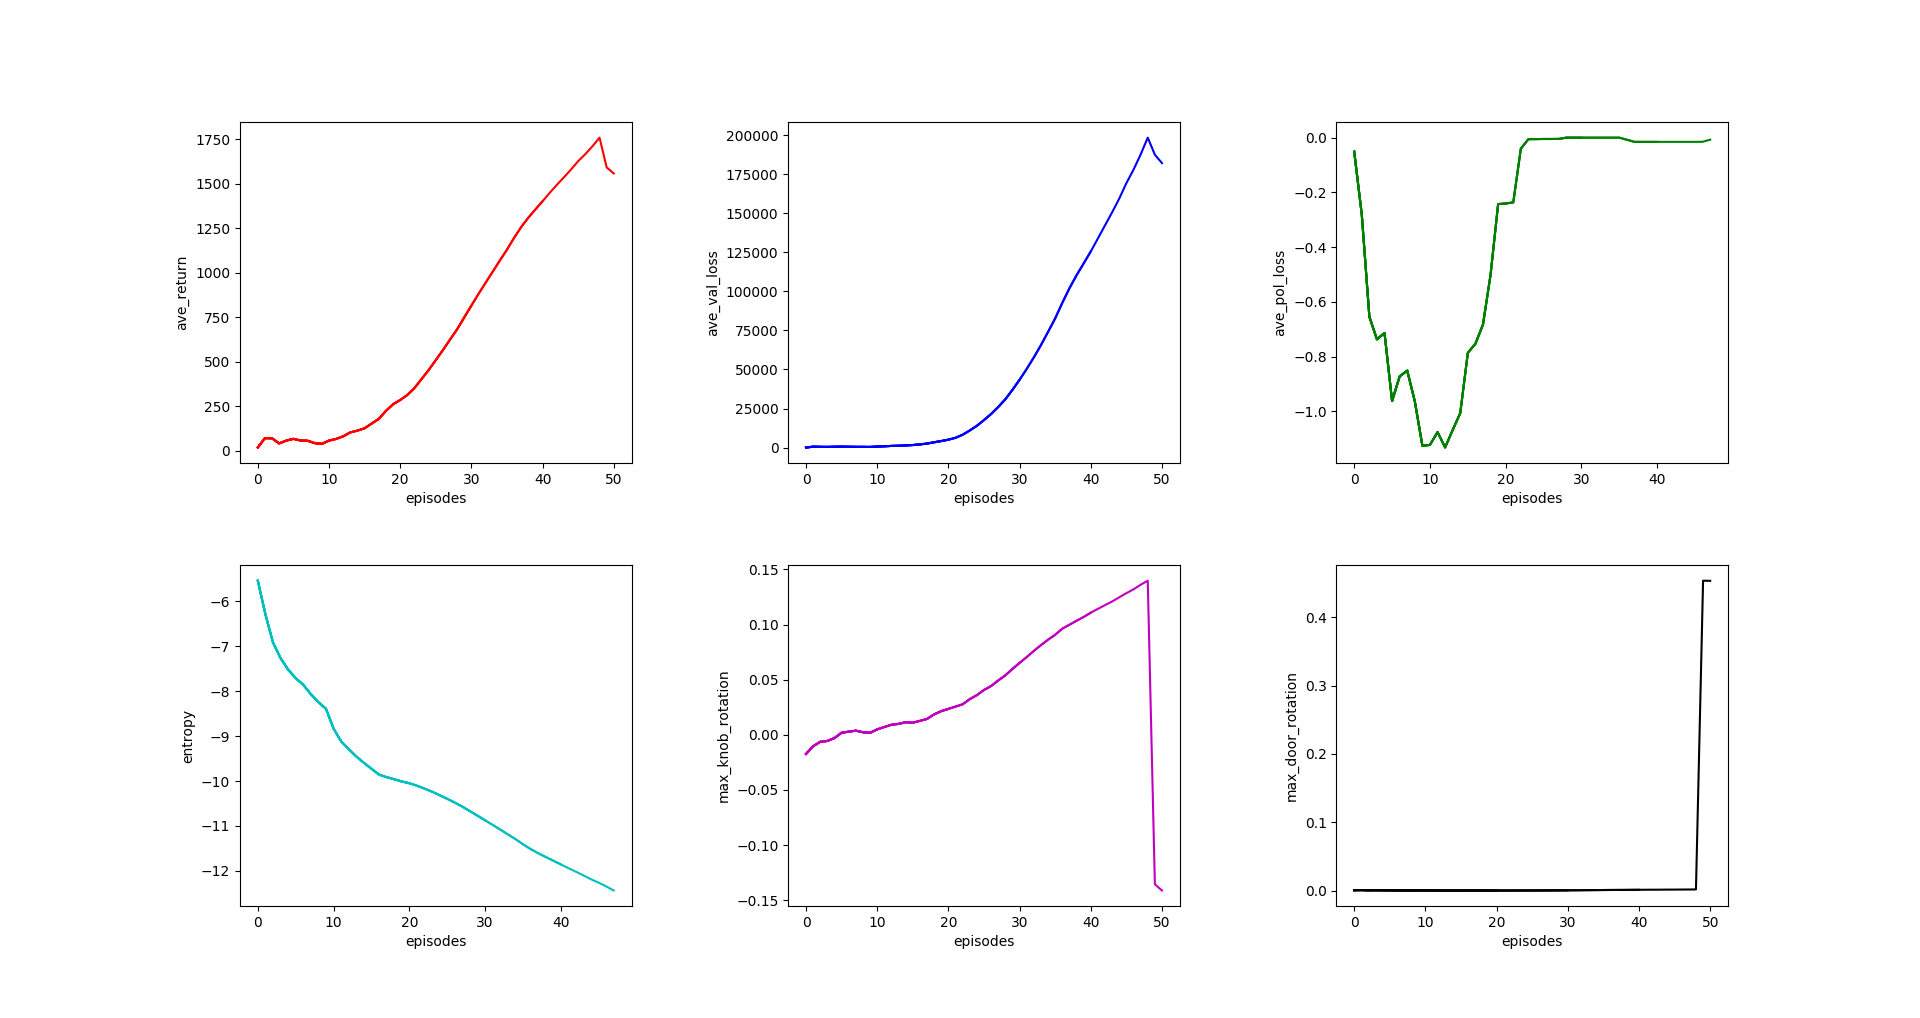 1750
1500
1250
1000
750
500
250
0
ave_return
0 10 20 30 40 50
episodes
200000
175000
150000
125000
100000
75000
50000
25000
0
ave_val_loss
0 10 20 30 40 50
episodes
0.0
−0.2
−0.4
−0.6
−0.8
−1.0
ave_pol_loss
0 10 20 30 40
episodes
−6
−7
−8
−9
−10
−11
−12
entropy
0 10 20 30 40
episodes
0.15
0.10
0.05
0.00
−0.05
−0.10
−0.15
max_knob_rotation
0 10 20 30 40 50
episodes
0.4
0.3
0.2
0.1
0.0
max_door_rotation
0 10 20 30 40 50
episodes